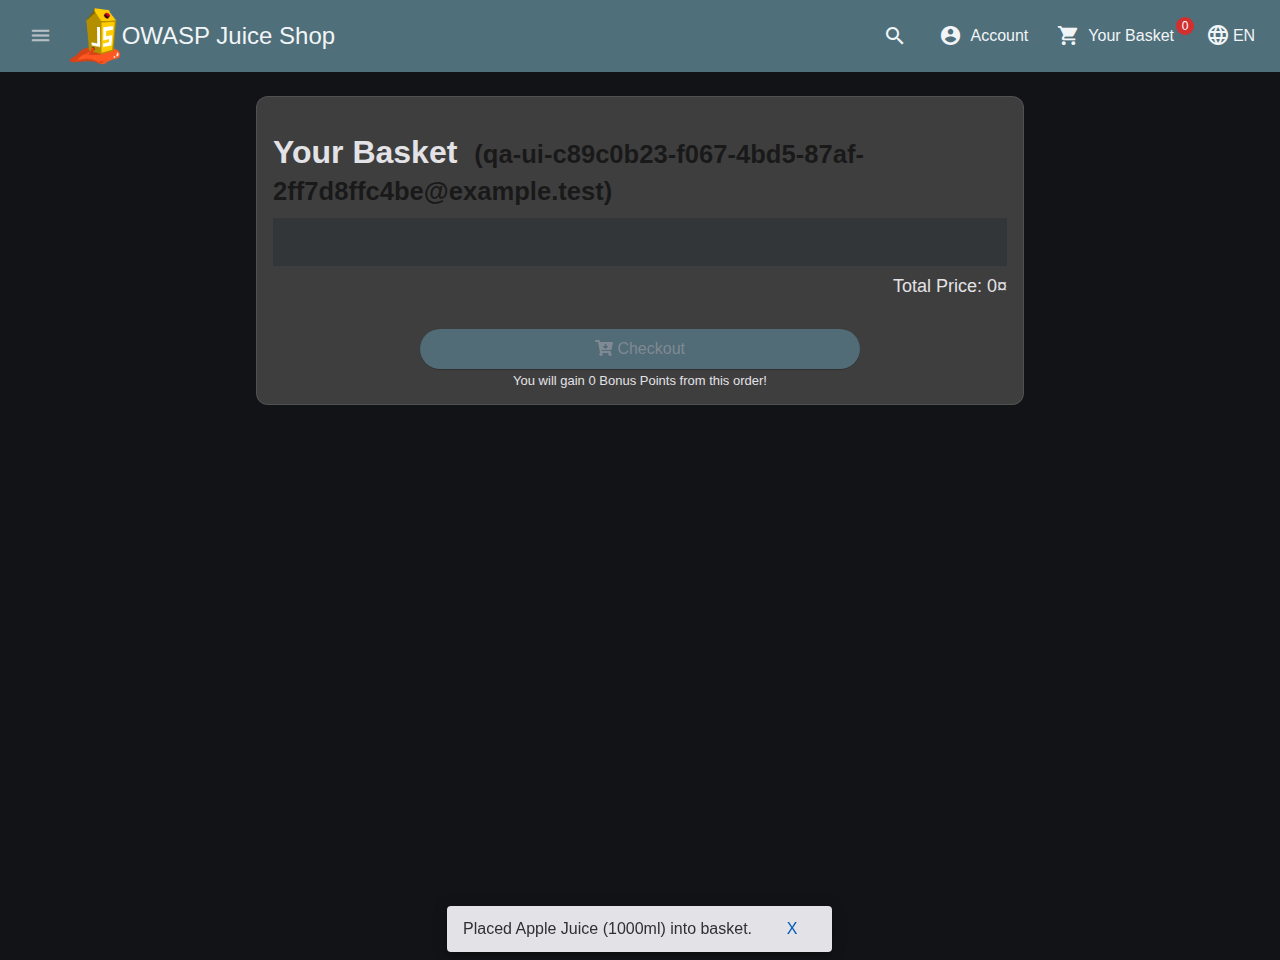 OWASP Juice Shop
Account
Your Basket
0
EN
Your Basket (qa-ui-c89c0b23-f067-4bd5-87af-
2ff7d8ffc4be@example.test)
Total Price: 0¤
Checkout
You will gain 0 Bonus Points from this order!
Placed Apple Juice (1000ml) into basket. X